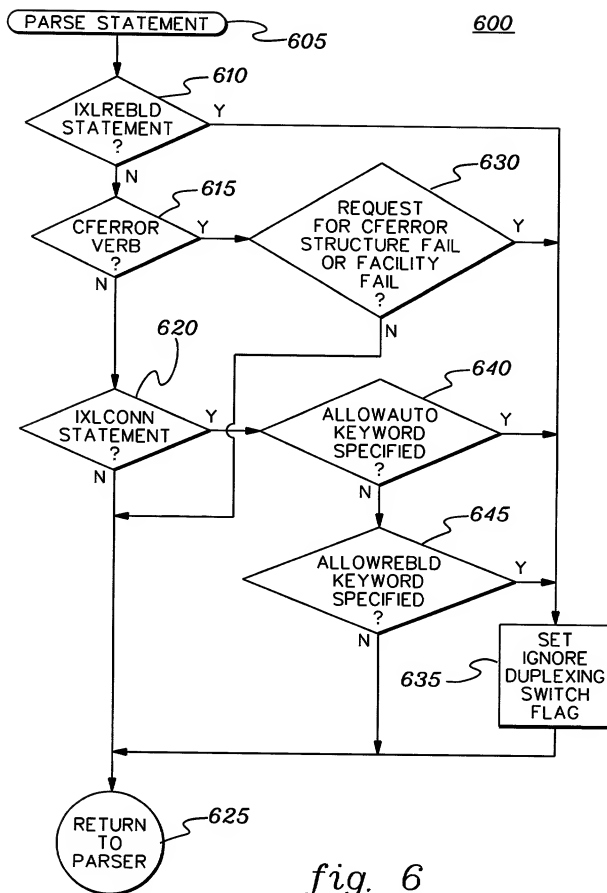 PARSE STATEMENT
605
600
610
IXLREBLD
STATEMENT
?
Y
N
615
CFERROR
VERB
?
Y
N
630
REQUEST
FOR CFERROR
STRUCTURE FAIL
OR FACILITY
FAIL
?
Y
N
620
IXLCONN
STATEMENT
?
Y
N
640
ALLOWAUTO
KEYWORD
SPECIFIED
?
Y
N
645
ALLOWREBLD
KEYWORD
SPECIFIED
?
Y
N
635
SET
IGNORE
DUPLEXING
SWITCH
FLAG
RETURN
TO
PARSER
625
fig. 6